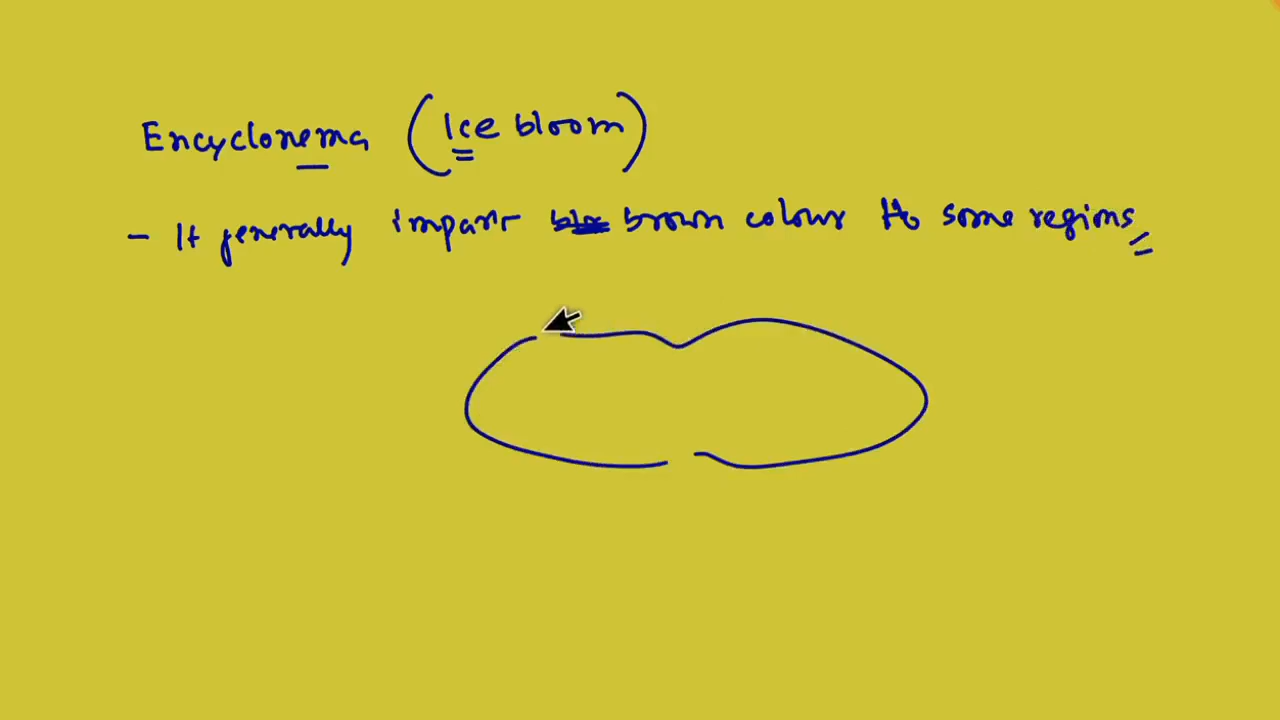 Encyclonema (Ice bloom)
- It generally impart brown colour to some regions